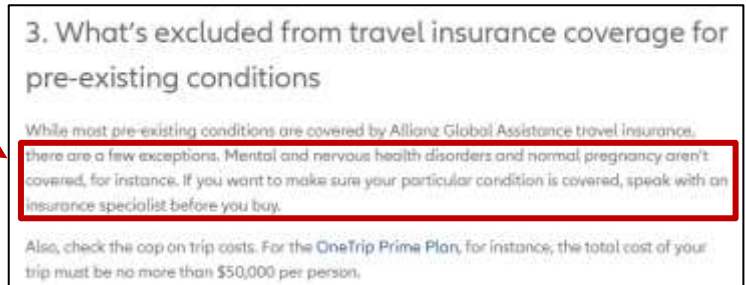 3. What's excluded from travel insurance coverage for
pre-existing conditions
While most pre-existing conditions are covered by Allianz Global Assistance travel insurance,
there are a few exceptions. Mental and nervous health disorders and normal pregnancy aren't
covered, for instance. If you want to make sure your particular condition is covered, speak with an
insurance specialist before you buy.
Also, check the cap on trip costs. For the OneTrip Prime Plan, for instance, the total cost of your
trip must be no more than $50,000 per person.